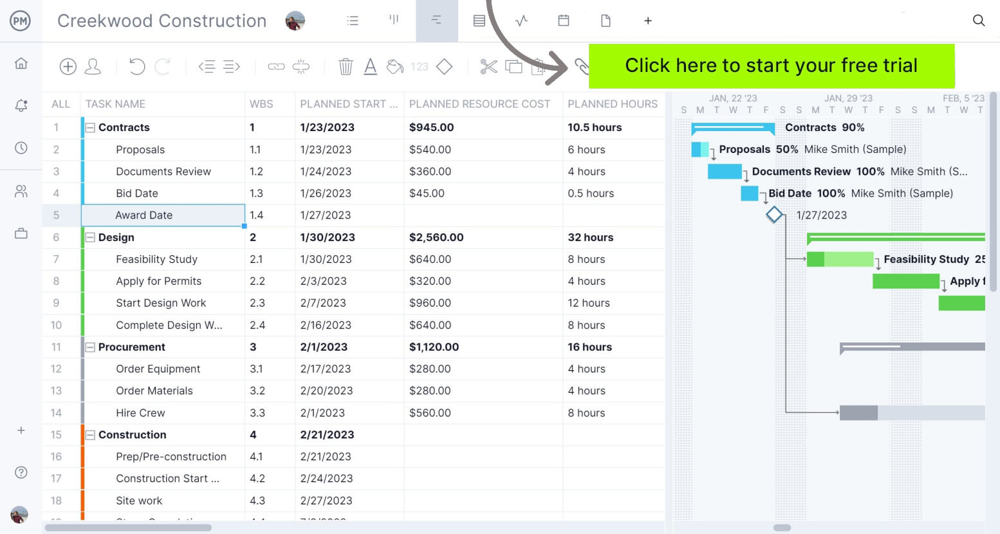 PM
Creekwood Construction
123
Click here to start your free trial
ALL TASK NAME WBS PLANNED START ... PLANNED RESOURCE COST PLANNED HOURS
JAN, 22 '23 JAN, 29 '23 FEB, 5 '23
S M T W T F S S M T W T F S S M T W T
1 Contracts 1 1/23/2023 $945.00 10.5 hours Contracts 90%
2 Proposals 1.1 1/23/2023 $540.00 6 hours Proposals 50% Mike Smith (Sample)
3 Documents Review 1.2 1/24/2023 $360.00 4 hours Documents Review 100% Mike Smith (S...
4 Bid Date 1.3 1/26/2023 $45.00 0.5 hours Bid Date 100% Mike Smith (Sample)
5 Award Date 1.4 1/27/2023 1/27/2023
6 Design 2 1/30/2023 $2,560.00 32 hours
7 Feasibility Study 2.1 1/30/2023 $640.00 8 hours Feasibility Study 25
8 Apply for Permits 2.2 2/3/2023 $320.00 4 hours Apply f
9 Start Design Work 2.3 2/7/2023 $960.00 12 hours
10 Complete Design W... 2.4 2/16/2023 $640.00 8 hours
11 Procurement 3 2/1/2023 $1,120.00 16 hours
12 Order Equipment 3.1 2/17/2023 $280.00 4 hours
13 Order Materials 3.2 2/20/2023 $280.00 4 hours
14 Hire Crew 3.3 2/1/2023 $560.00 8 hours
15 Construction 4 2/21/2023
16 Prep/Pre-construction 4.1 2/21/2023
17 Construction Start ... 4.2 2/24/2023
18 Site work 4.3 2/27/2023